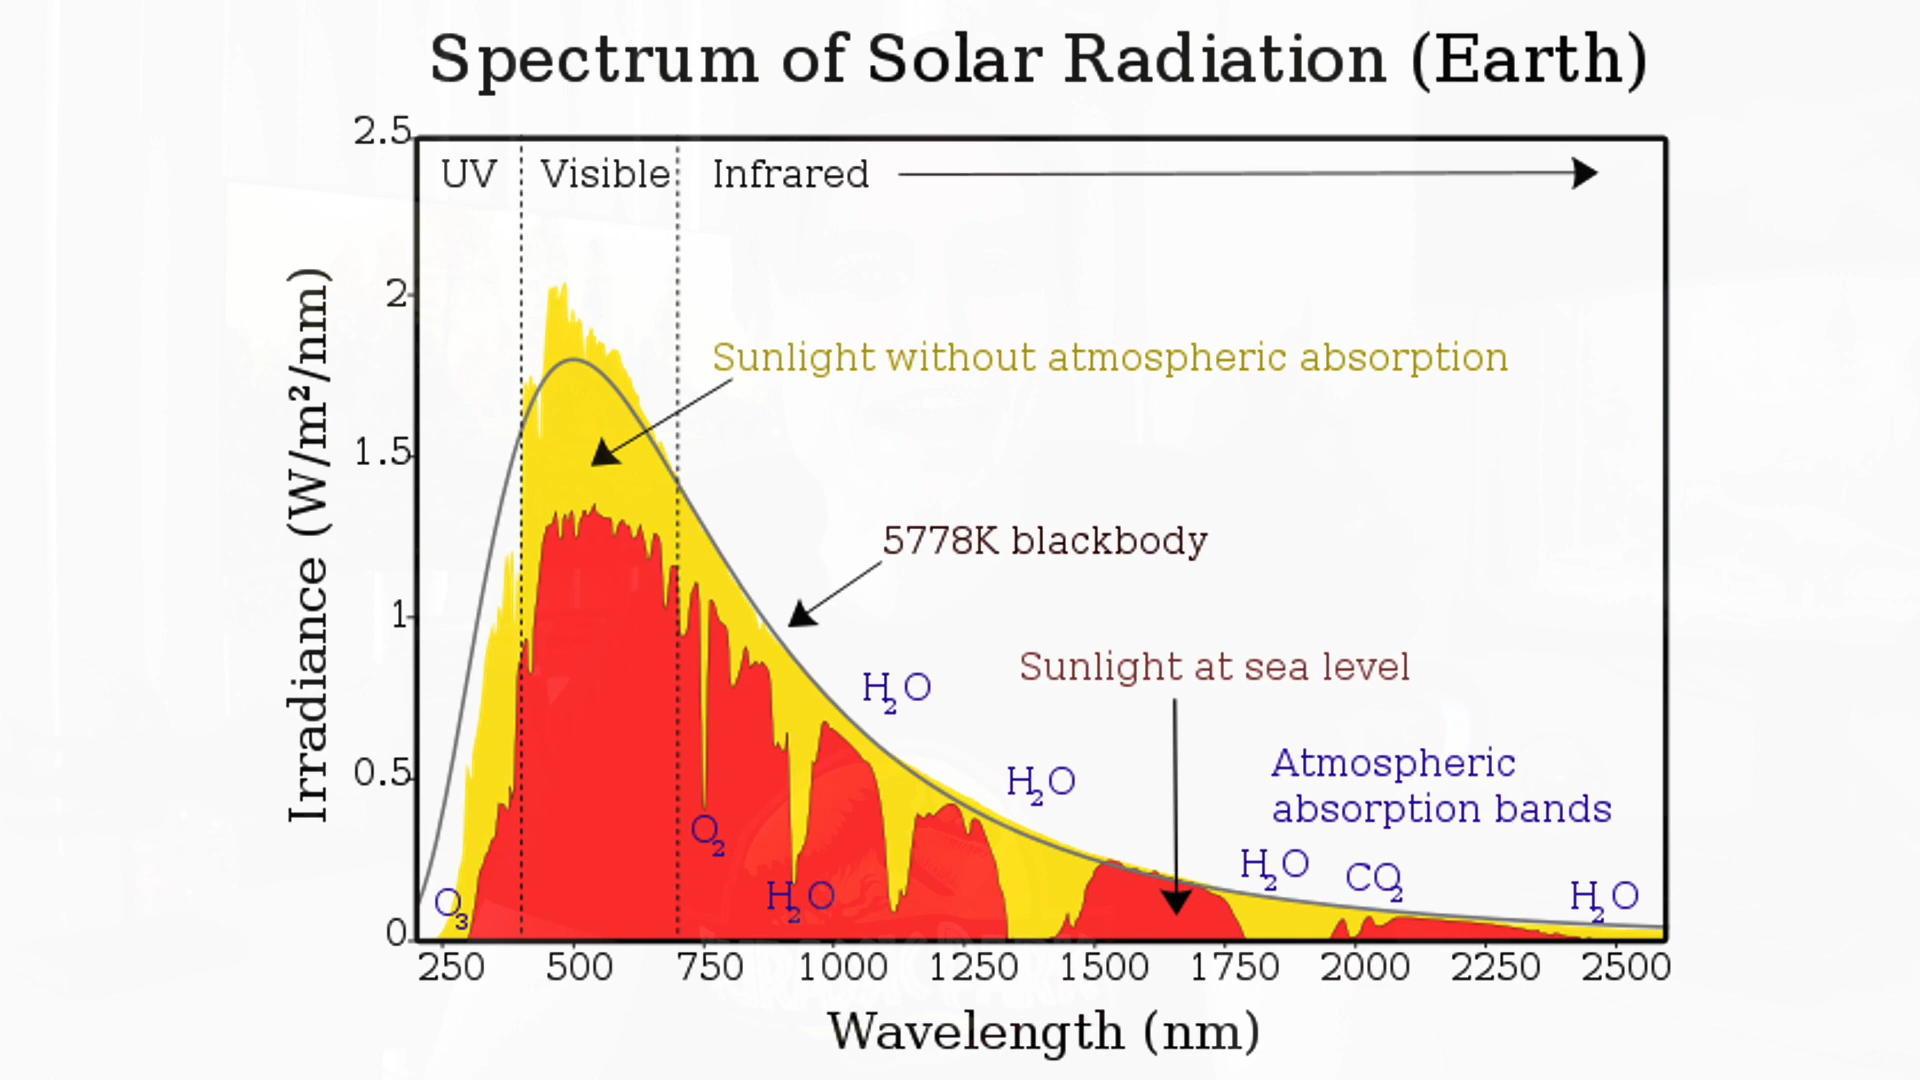 Spectrum of Solar Radiation (Earth)
UV
Visible
Infrared
2.5
2
1.5
1
0.5
0
Irradiance (W/m²/nm)
Sunlight without atmospheric absorption
5778K blackbody
Sunlight at sea level
H₂O
H₂O
Atmospheric
absorption bands
O₃
O₂
H₂O
H₂O
CO₂
H₂O
250 500 750 1000 1250 1500 1750 2000 2250 2500
Wavelength (nm)